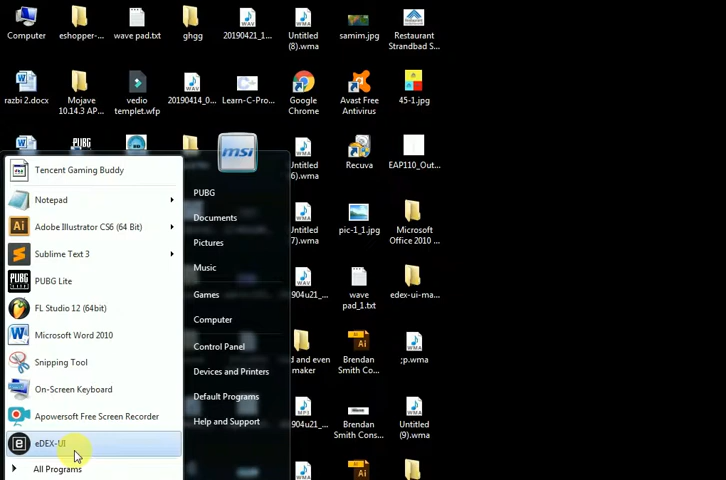 Computer
eshopper-...
wave pad.txt
ghgg
20190421_1...
Untitled
(8).wma
samim.jpg
Restaurant
Strandbad S...
razbi 2.docx
Mojave
10.14.3 AP...
vedio
templet.wfp
20190414_0...
Learn-C-Pro...
Google
Chrome
Avast Free
Antivirus
45-1.jpg
PUBG
msi
Recuva
EAP110_Out...
Untitled
pic-1_1.jpg
Microsoft
Office 2010 ...
wave
pad_1.txt
edex-ui-ma...
maker
Brendan
Smith Co...
;p.wma
Brendan
Smith Cons...
Untitled
(9).wma
Tencent Gaming Buddy
Notepad
Adobe Illustrator CS6 (64 Bit)
Sublime Text 3
PUBG Lite
FL Studio 12 (64bit)
Microsoft Word 2010
Snipping Tool
On-Screen Keyboard
Apowersoft Free Screen Recorder
eDEX-UI
All Programs
PUBG
Documents
Pictures
Music
Games
Computer
Control Panel
Devices and Printers
Default Programs
Help and Support